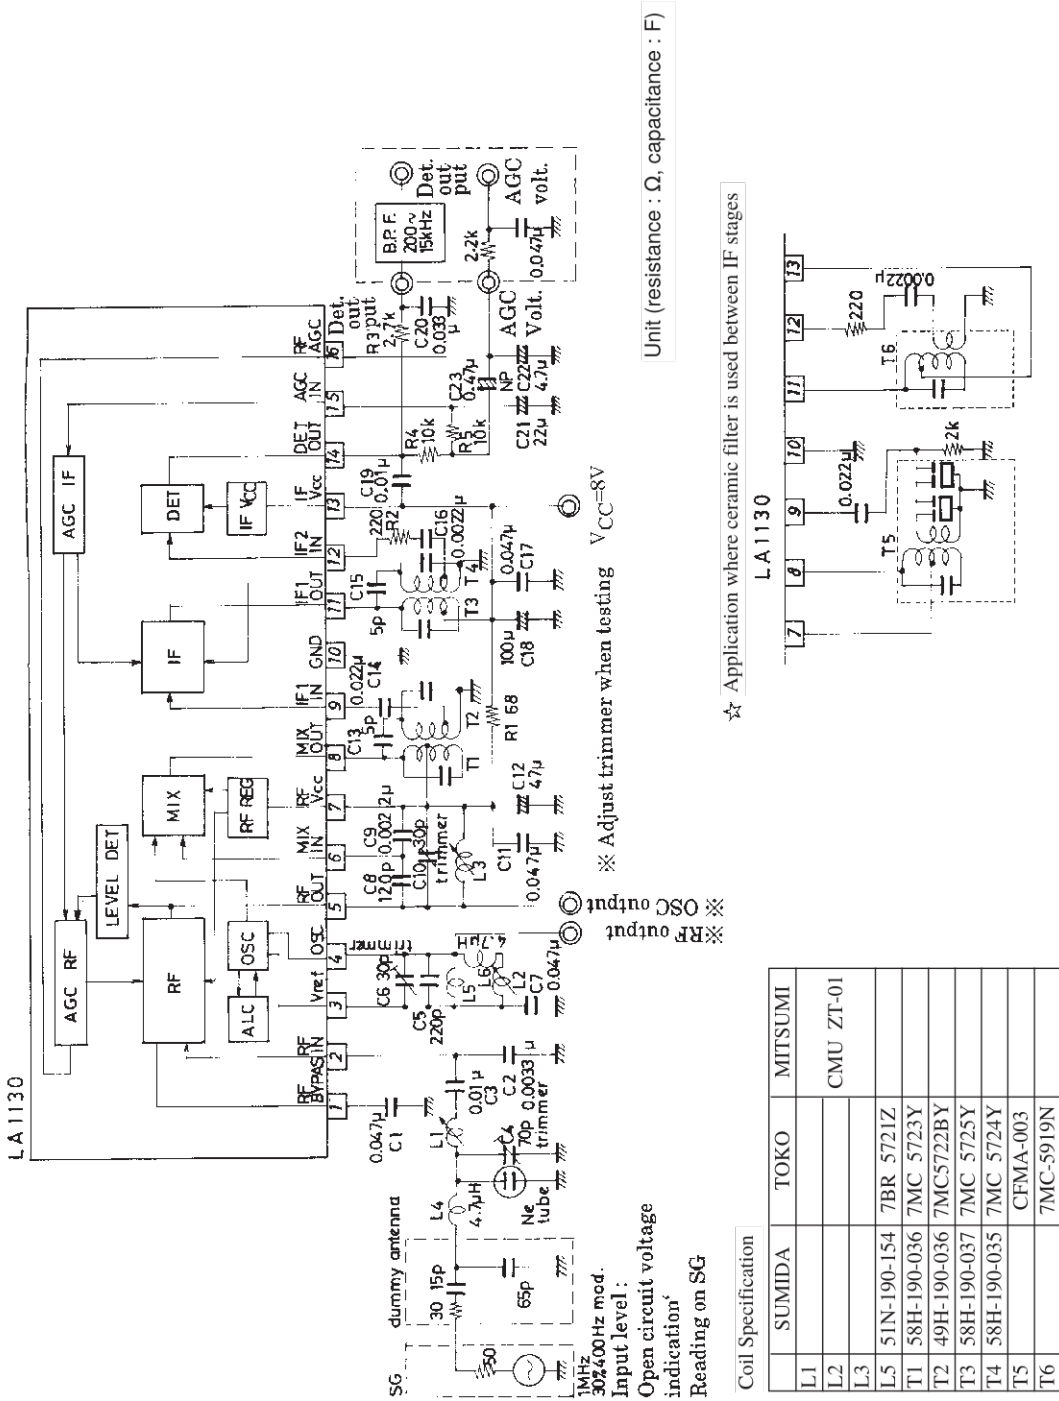 LA1130
AGC RF
LEVEL DET
AGC IF
RF
MIX
IF
DET
ALC
OSC
RF REG
IF VCC
RF BYPASS
RF IN
Vref
OSC
RF OUT
MIX IN
RF Vcc
MIX OUT
IF1 IN
GND
IF1 OUT
IF2 IN
IF Vcc
DET OUT
AGC IN
RF AGC
1
2
3
4
5
6
7
8
9
10
11
12
13
14
15
16
SG
50
1MHz
30% 400Hz mod.
Input level :
Open circuit voltage
indication
Reading on SG
dummy antenna
30
15p
65p
L4
4.7μH
Ne
tube
0.047μ
C1
L1
C4
70p
trimmer
0.01μ
C3
C2
0.0033μ
C6 30p
trimmer
C5
220p
L5
L6
4.7μH
L2
C7
0.047μ
※RF output
※ OSC output
C8
120p
C9
0.002 2μ
C10 30p
trimmer
L3
C11
0.047μ
C12
47μ
C13
5p
T1
T2
0.022μ
C14
R1 68
C15
5p
T3
T4
220
R2
C16
0.0022μ
0.047μ
C17
100μ
C18
C19
0.01μ
R4
10k
R5
10k
C21
22μ
C22
4.7μ
C23
0.47μ
NP
R3
2.7k
C20
0.033
μ
Det.
out
put
AGC
Volt.
B.P.F.
200~
15kHz
2.2k
0.047μ
Det.
out
put
AGC
volt.
VCC=8V
※ Adjust trimmer when testing
Unit (resistance : Ω, capacitance : F)
☆ Application where ceramic filter is used between IF stages
LA1130
7
8
9
10
11
12
13
T5
0.022μ
2k
T6
220
0.0022μ
Coil Specification
SUMIDA TOKO MITSUMI
L1
L2 CMU ZT-01
L3
L5 51N-190-154 7BR 5721Z
T1 58H-190-036 7MC 5723Y
T2 49H-190-036 7MC5722BY
T3 58H-190-037 7MC 5725Y
T4 58H-190-035 7MC 5724Y
T5 CFMA-003
T6 7MC-5919N